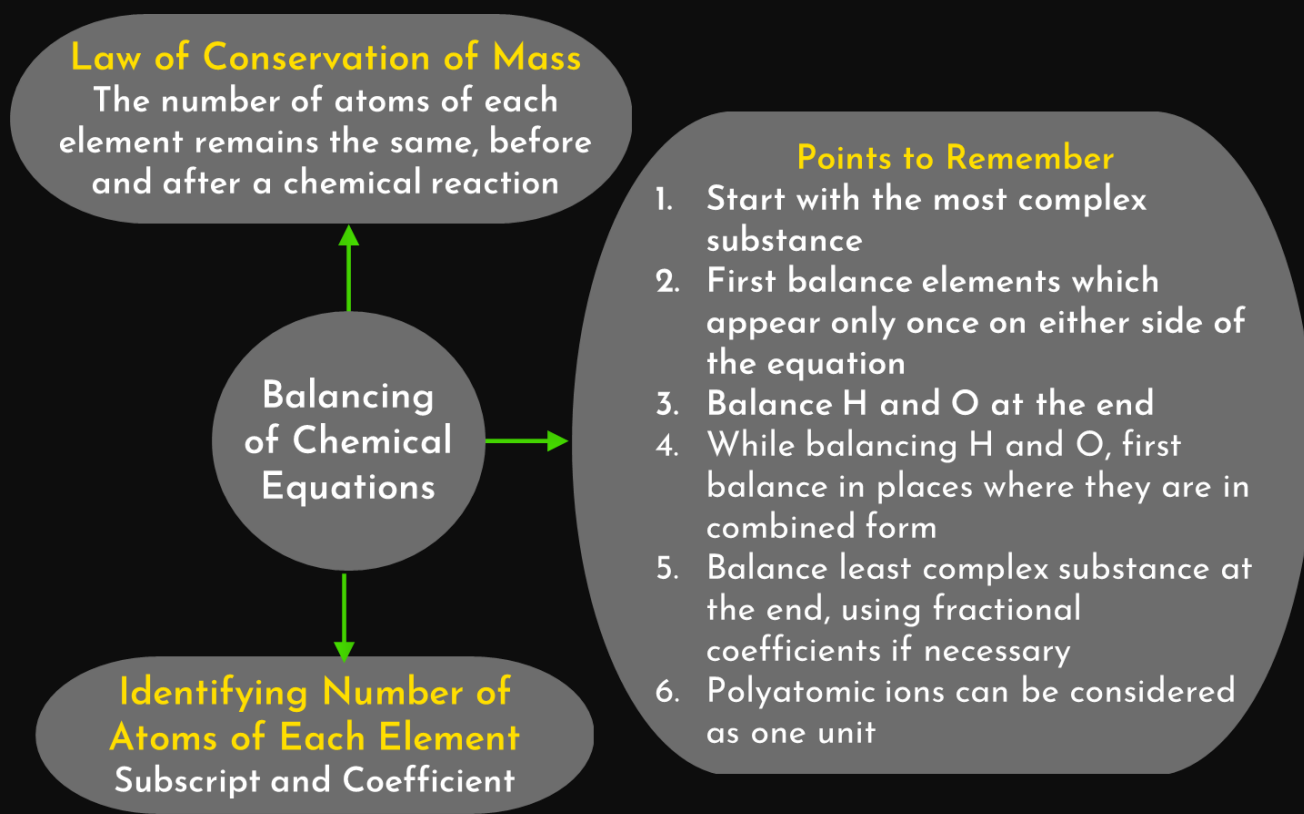 Law of Conservation of Mass
The number of atoms of each
element remains the same, before
and after a chemical reaction
Balancing
of Chemical
Equations
Identifying Number of
Atoms of Each Element
Subscript and Coefficient
Points to Remember
1. Start with the most complex
substance
2. First balance elements which
appear only once on either side of
the equation
3. Balance H and O at the end
4. While balancing H and O, first
balance in places where they are in
combined form
5. Balance least complex substance at
the end, using fractional
coefficients if necessary
6. Polyatomic ions can be considered
as one unit